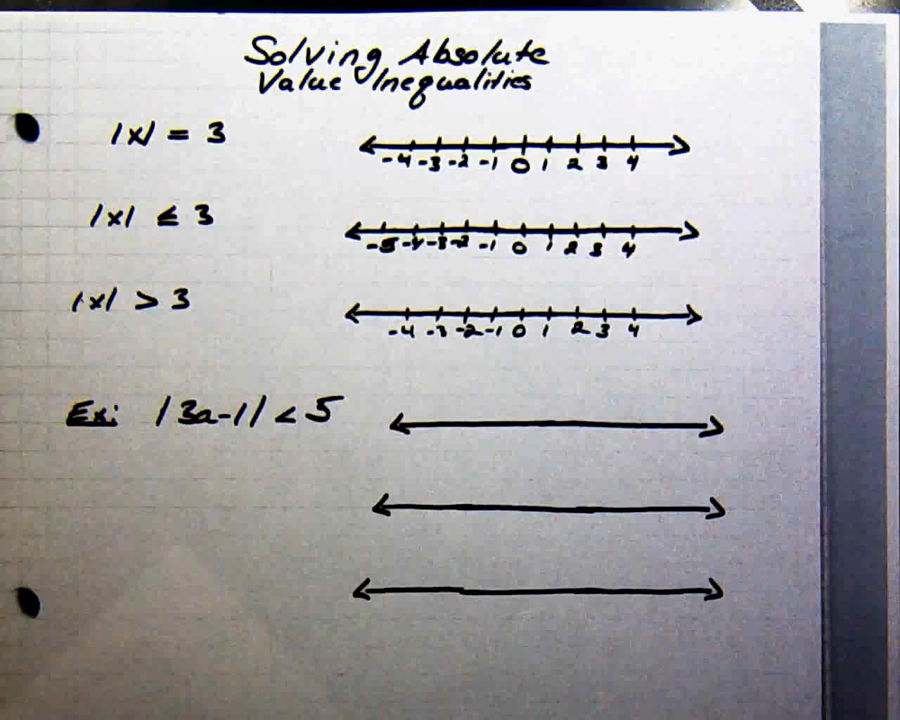 Solving Absolute
Value Inequalities
|x| = 3
-4 -3 -2 -1 0 1 2 3 4
|x| ≤ 3
-5 -4 -3 -2 -1 0 1 2 3 4
|x| > 3
-4 -3 -2 -1 0 1 2 3 4
Ex: |3a-1| < 5